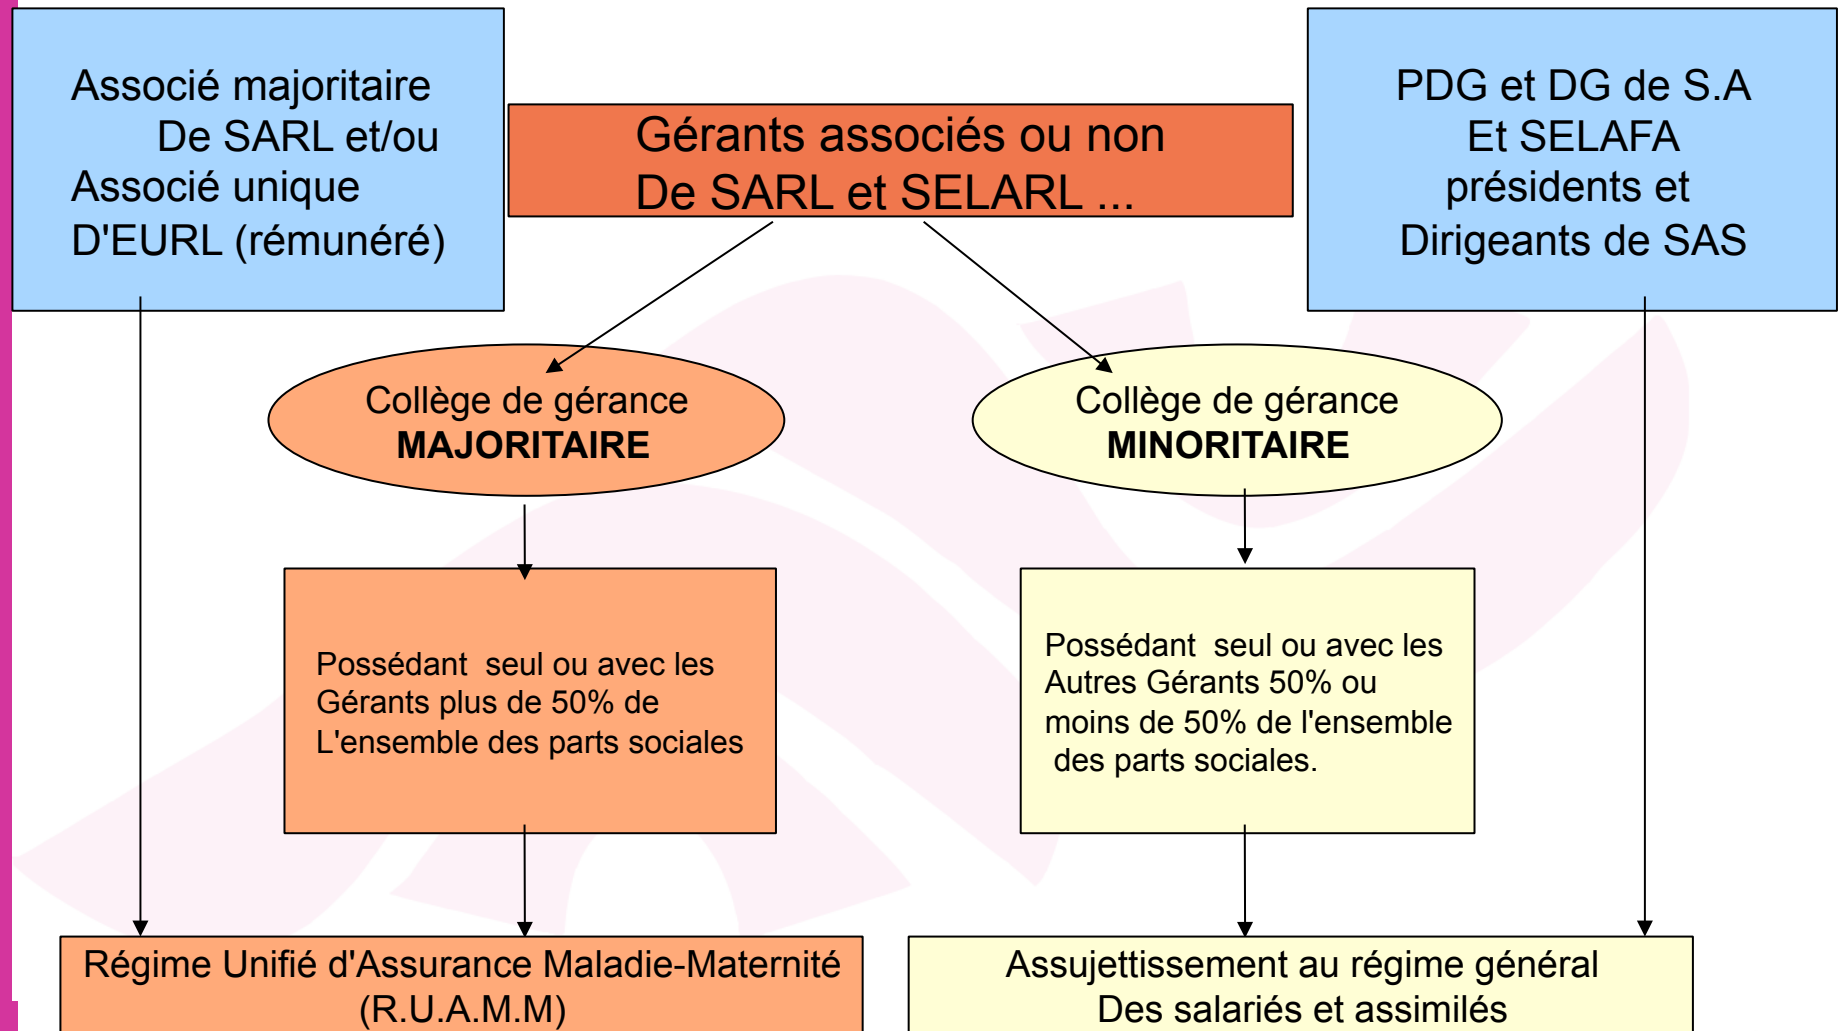 Associé majoritaire
De SARL et/ou
Associé unique
D'EURL (rémunéré)
Gérants associés ou non
De SARL et SELARL ...
PDG et DG de S.A
Et SELAFA
présidents et
Dirigeants de SAS
Collège de gérance
MAJORITAIRE
Collège de gérance
MINORITAIRE
Possédant  seul ou avec les
Gérants plus de 50% de
L'ensemble des parts sociales
Possédant  seul ou avec les
Autres Gérants 50% ou
moins de 50% de l'ensemble
des parts sociales.
Régime Unifié d'Assurance Maladie-Maternité
(R.U.A.M.M)
Assujettissement au régime général
Des salariés et assimilés